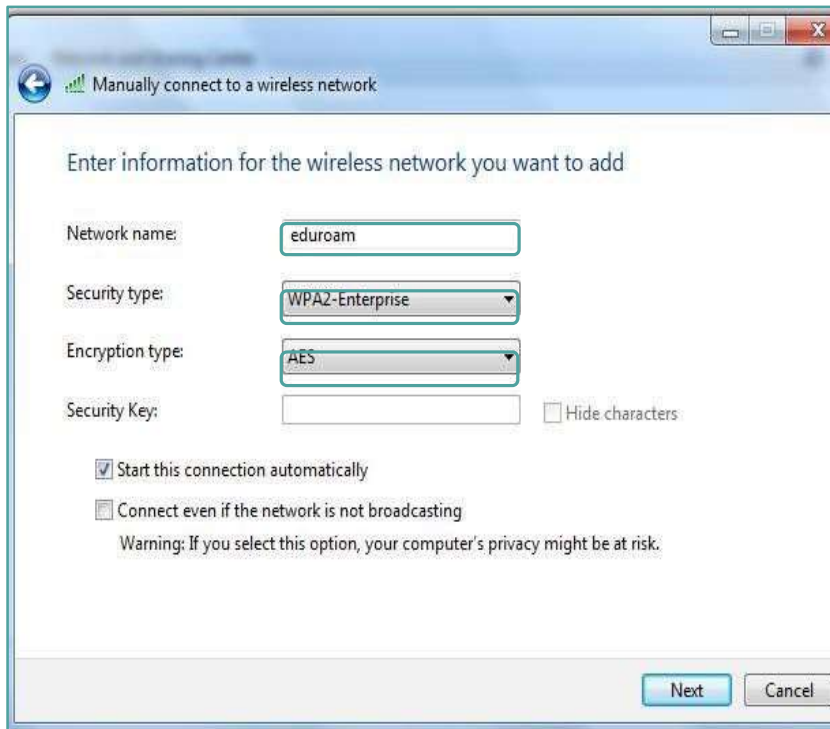 Manually connect to a wireless network
Enter information for the wireless network you want to add
Network name:
eduroam
Security type:
WPA2-Enterprise
Encryption type:
AES
Security Key:
Hide characters
Start this connection automatically
Connect even if the network is not broadcasting
Warning: If you select this option, your computer's privacy might be at risk.
Next
Cancel